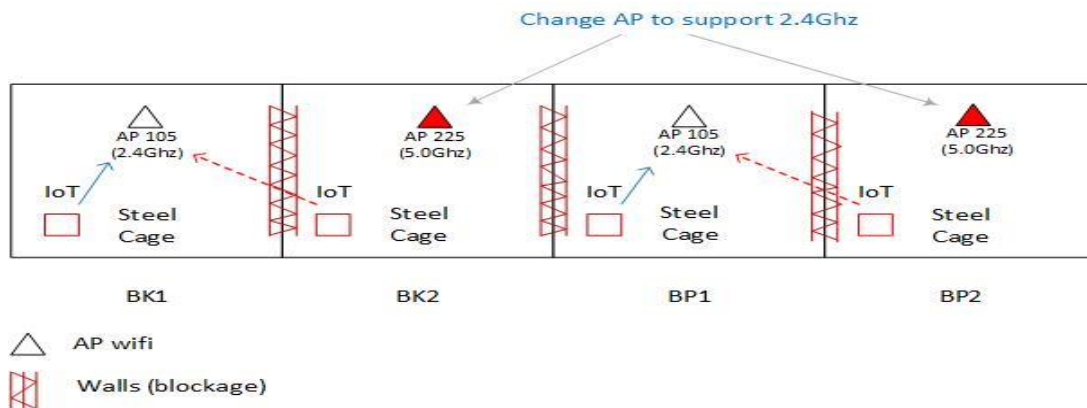 Change AP to support 2.4Ghz
AP 105
(2.4Ghz)
AP 225
(5.0Ghz)
AP 105
(2.4Ghz)
AP 225
(5.0Ghz)
IoT
IoT
IoT
IoT
Steel
Cage
Steel
Cage
Steel
Cage
Steel
Cage
BK1
BK2
BP1
BP2
AP wifi
Walls (blockage)